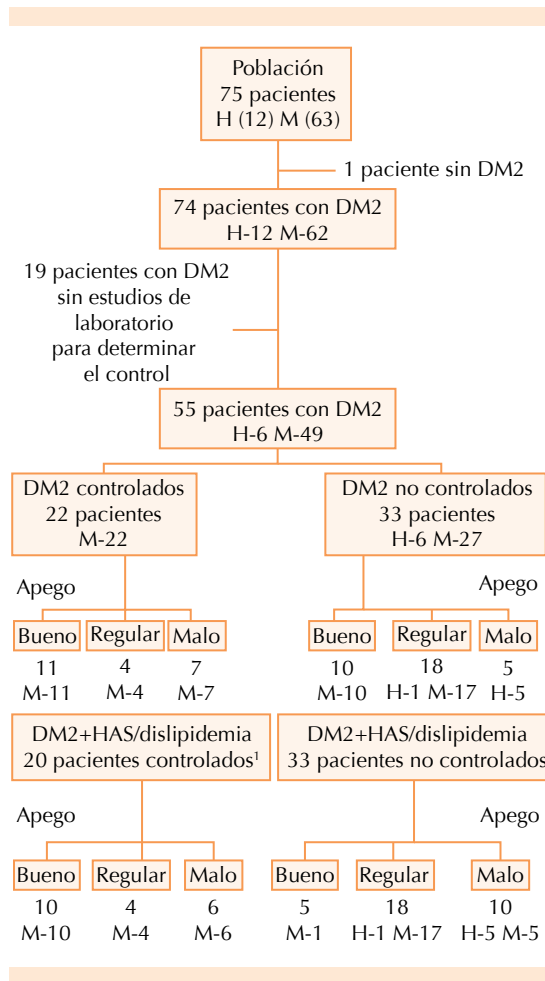 Población
75 pacientes
H (12) M (63)
1 paciente sin DM2
74 pacientes con DM2
H-12 M-62
19 pacientes con DM2
sin estudios de
laboratorio
para determinar
el control
55 pacientes con DM2
H-6 M-49
DM2 controlados
22 pacientes
M-22
DM2 no controlados
33 pacientes
H-6 M-27
Apego
Bueno
Regular
Malo
11
M-11
4
M-4
7
M-7
Apego
Bueno
Regular
Malo
10
M-10
18
H-1 M-17
5
H-5
DM2+HAS/dislipidemia
20 pacientes controlados¹
DM2+HAS/dislipidemia
33 pacientes no controlados
Apego
Bueno
Regular
Malo
10
M-10
4
M-4
6
M-6
Apego
Bueno
Regular
Malo
5
M-1
18
H-1 M-17
10
H-5 M-5